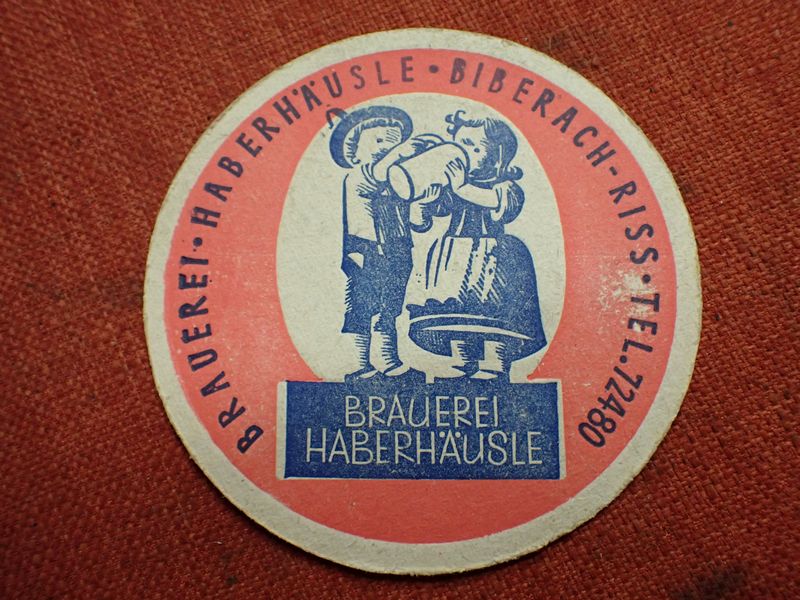 BRAUEREI • HABERHÄUSLE • BIBERACH-RISS • TEL. 72480
BRAUEREI
HABERHÄUSLE